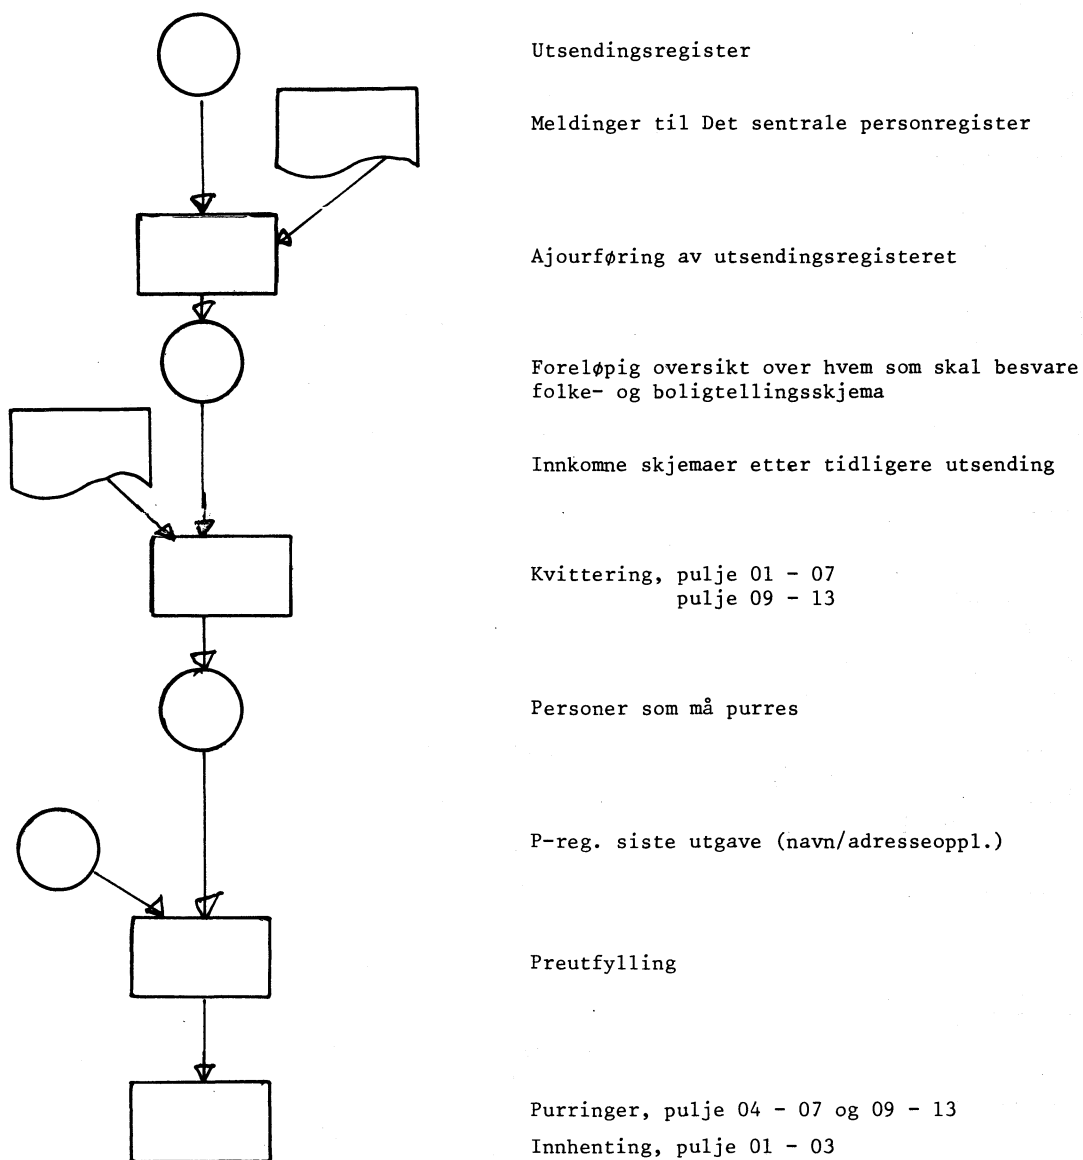 Utsendingsregister
Meldinger til Det sentrale personregister
Ajourføring av utsendingsregisteret
Foreløpig oversikt over hvem som skal besvare
folke- og boligtellingsskjema
Innkomne skjemaer etter tidligere utsending
Kvittering, pulje 01 - 07
pulje 09 - 13
Personer som må purres
P-reg. siste utgave (navn/adresseoppl.)
Preutfylling
Purringer, pulje 04 - 07 og 09 - 13
Innhenting, pulje 01 - 03